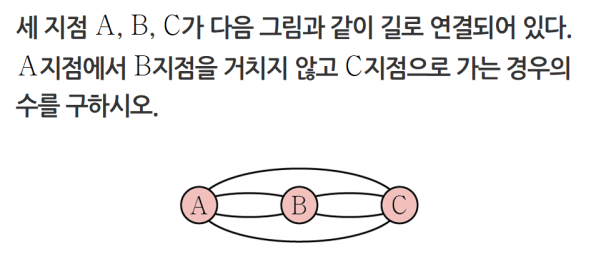 세 지점 A, B, C가 다음 그림과 같이 길로 연결되어 있다.
A지점에서 B지점을 거치지 않고 C지점으로 가는 경우의
수를 구하시오.
A B C